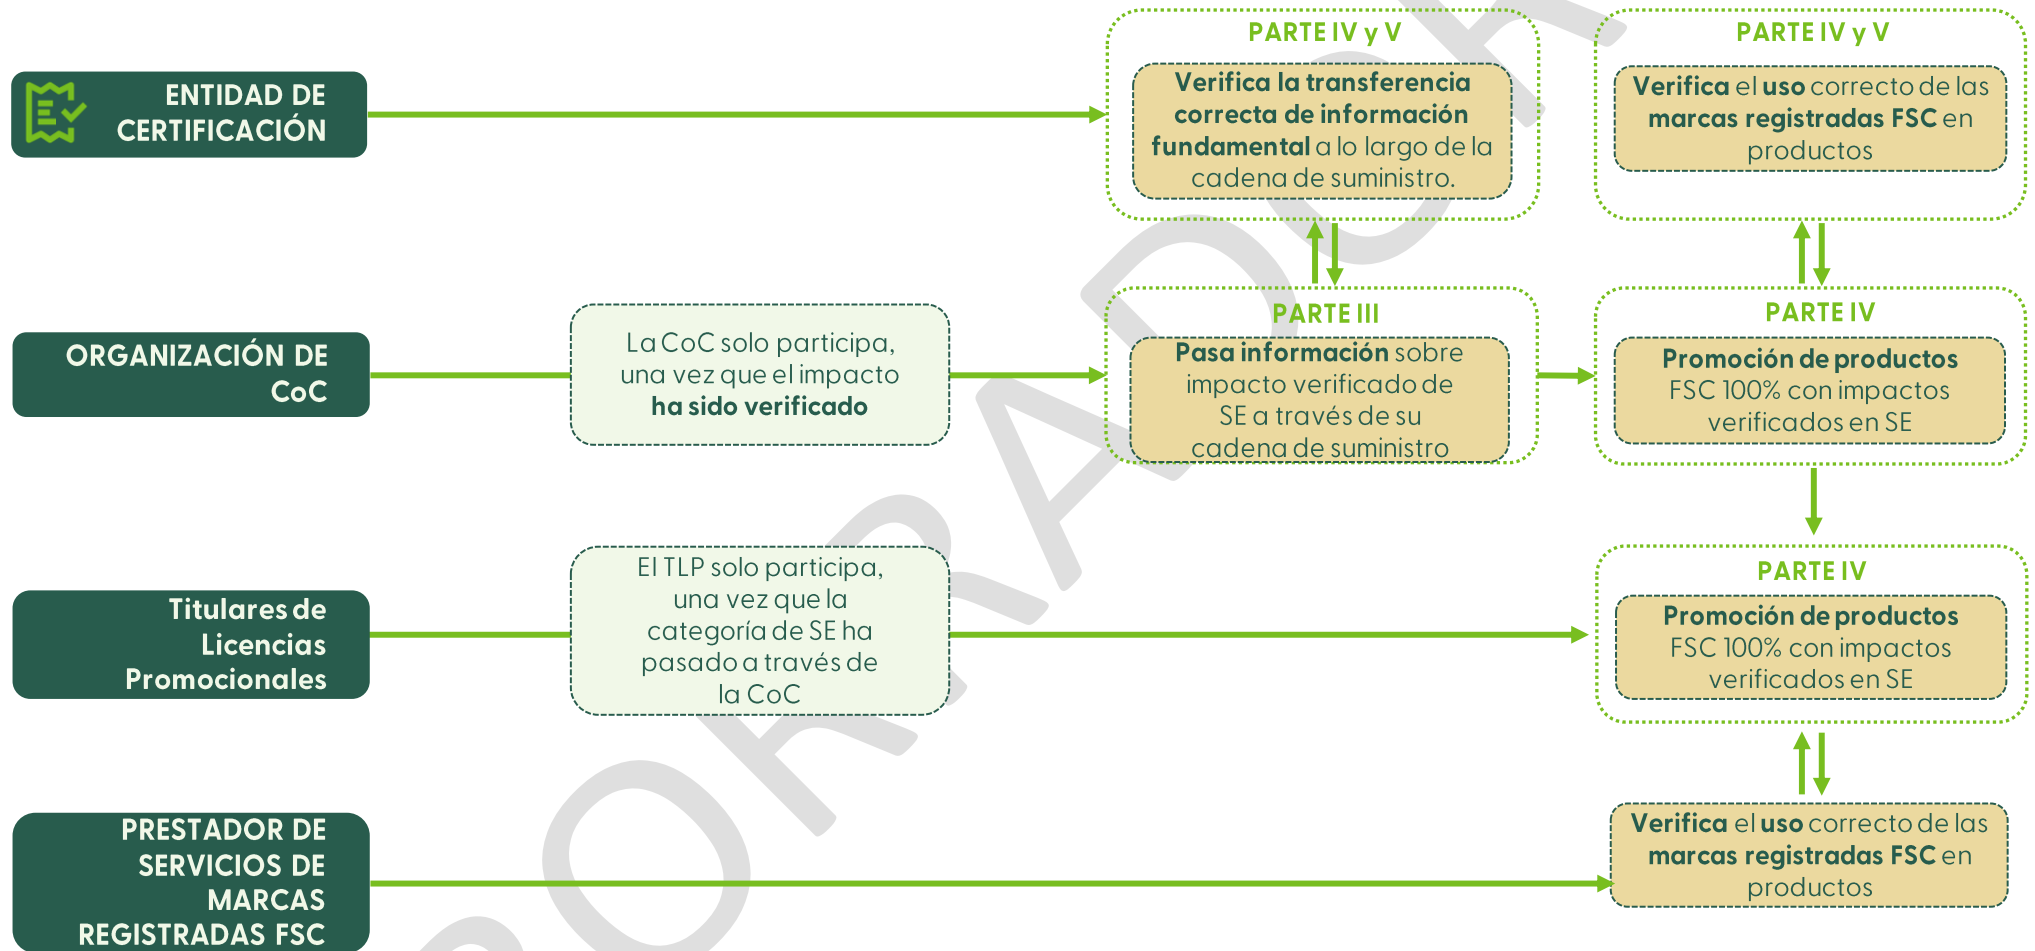 PARTE IV y V
PARTE IV y V
ENTIDAD DE
CERTIFICACIÓN
Verifica la transferencia
correcta de información
fundamental a lo largo de la
cadena de suministro.
Verifica el uso correcto de las
marcas registradas FSC en
productos
ORGANIZACIÓN DE
CoC
La CoC solo participa,
una vez que el impacto
ha sido verificado
PARTE III
Pasa información sobre
impacto verificado de
SE a través de su
cadena de suministro
PARTE IV
Promoción de productos
FSC 100% con impactos
verificados en SE
Titulares de
Licencias
Promocionales
El TLP solo participa,
una vez que la
categoría de SE ha
pasado a través de
la CoC
PARTE IV
Promoción de productos
FSC 100% con impactos
verificados en SE
PRESTADOR DE
SERVICIOS DE
MARCAS
REGISTRADAS FSC
Verifica el uso correcto de las
marcas registradas FSC en
productos